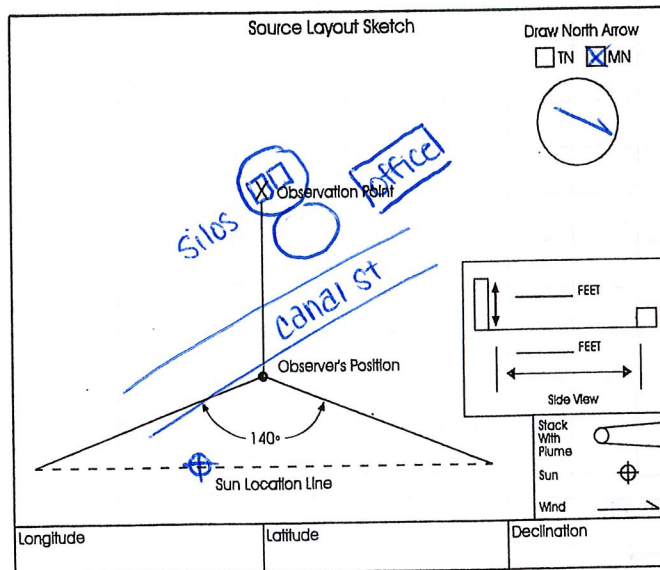 Source Layout Sketch
Draw North Arrow
TN MN
X Observation Point
office
Silos
Canal St
FEET
FEET
Side View
Observer's Position
140°
Sun Location Line
Stack
With
Plume
Sun
Wind
Longitude
Latitude
Declination